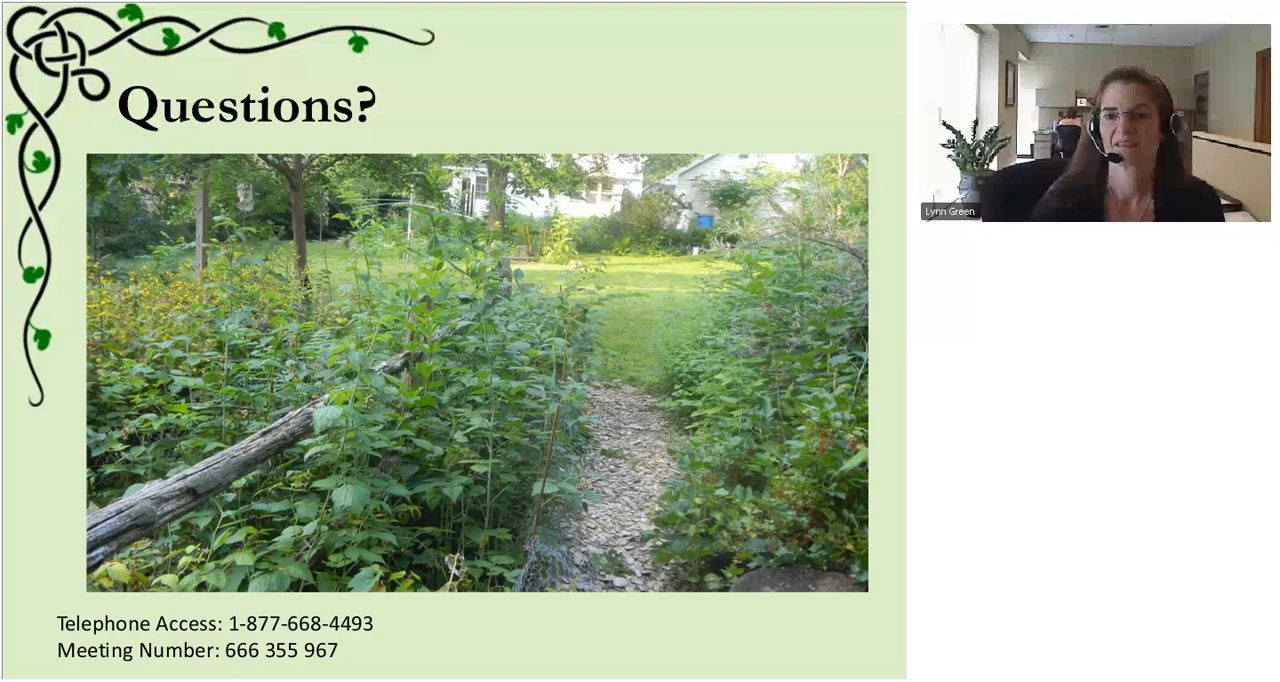 Questions?
Telephone Access: 1-877-668-4493
Meeting Number: 666 355 967
Lynn Green